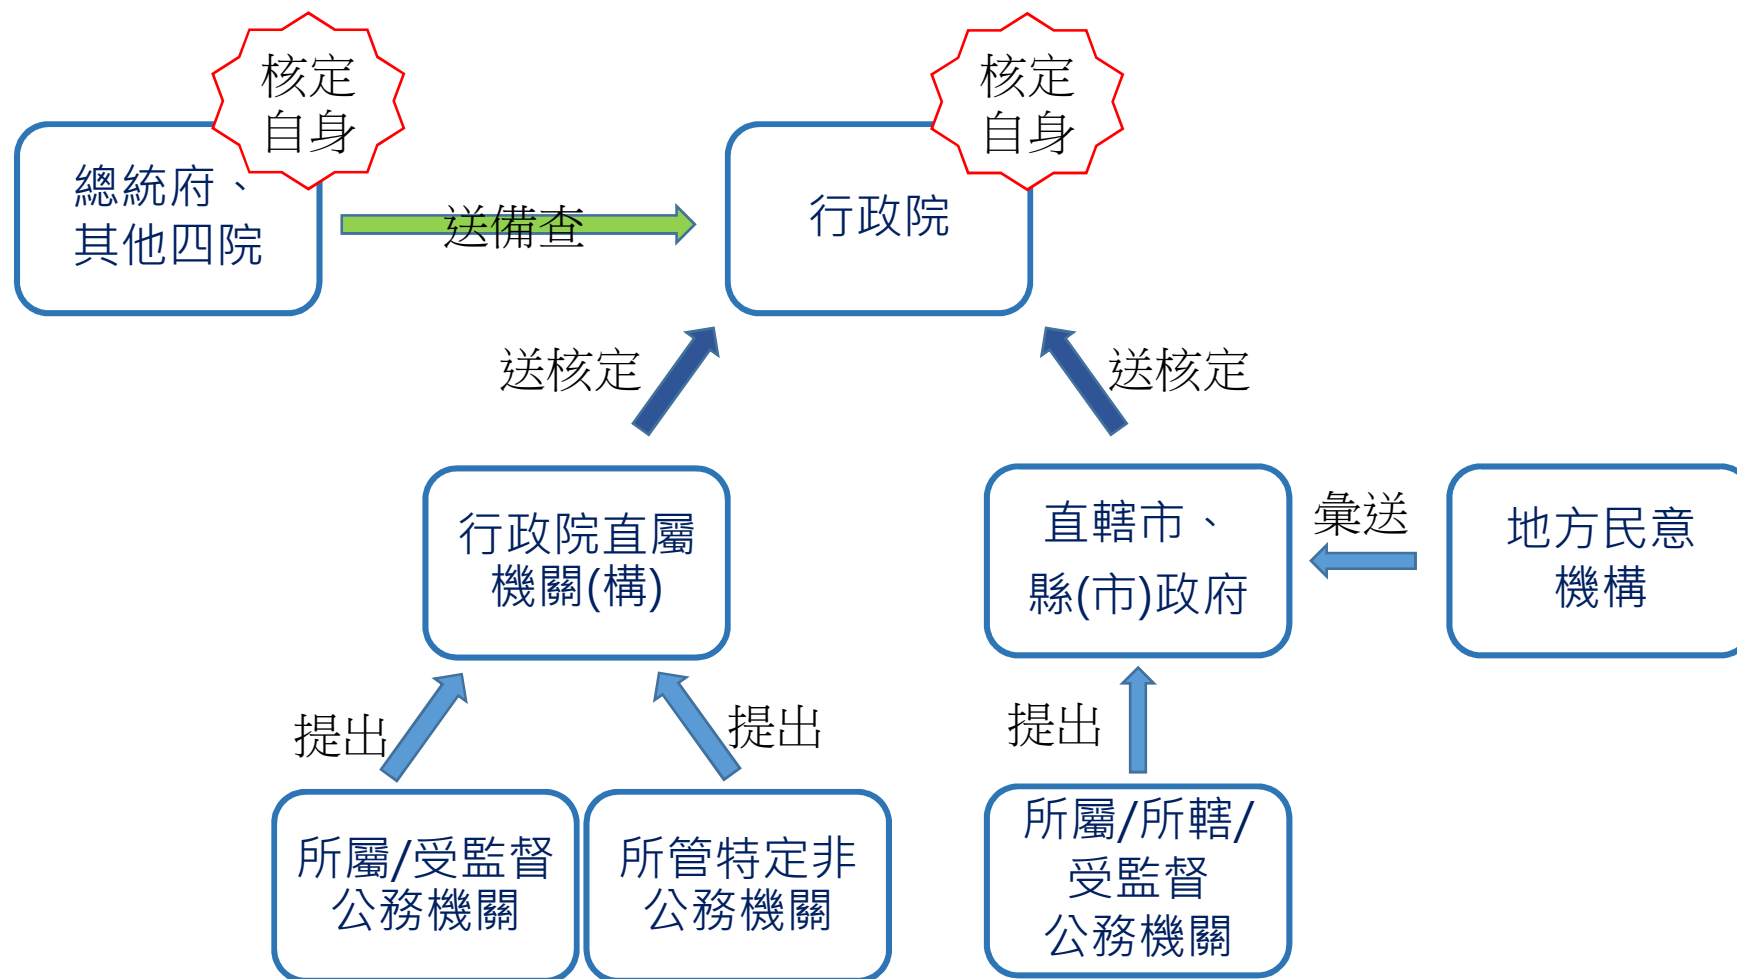 核定
自身
核定
自身
總統府、
其他四院
送備查
行政院
送核定
送核定
行政院直屬
機關(構)
直轄市、
縣(市)政府
彙送
地方民意
機構
提出
提出
提出
所屬/受監督
公務機關
所管特定非
公務機關
所屬/所轄/
受監督
公務機關